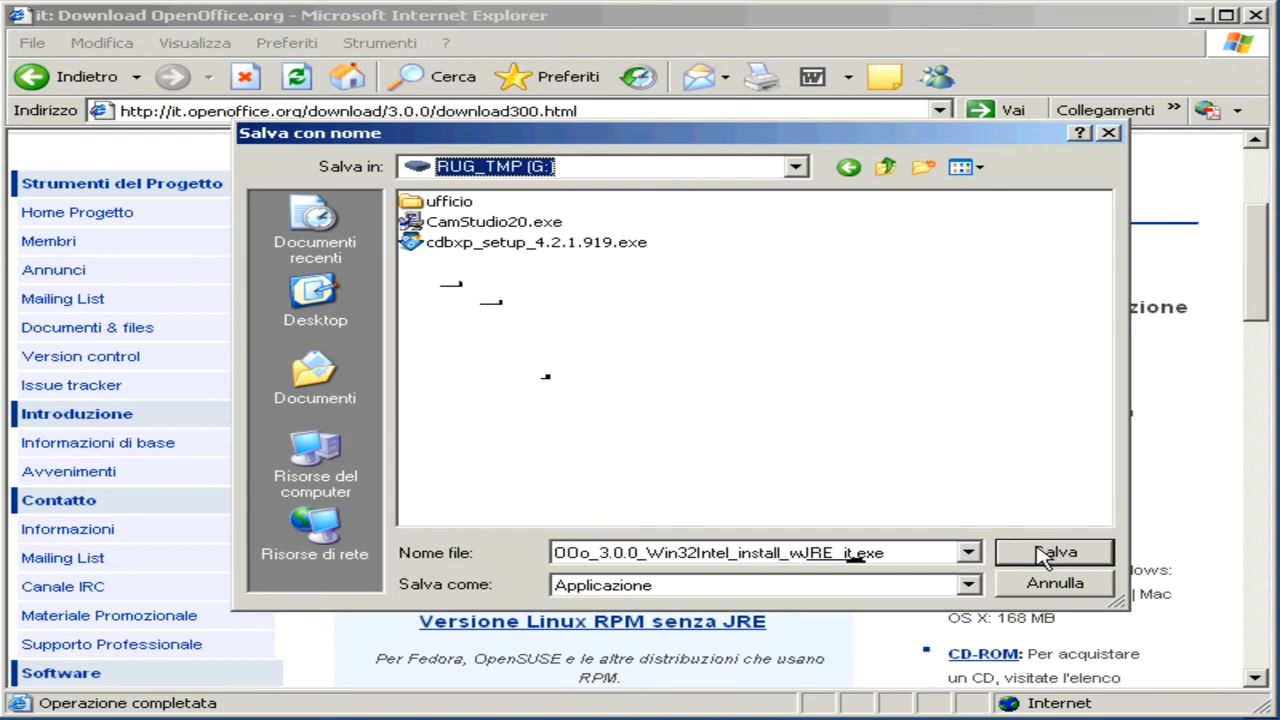 it: Download OpenOffice.org - Microsoft Internet Explorer
File Modifica Visualizza Preferiti Strumenti ?
Indietro Cerca Preferiti
Indirizzo http://it.openoffice.org/download/3.0.0/download300.html Vai Collegamenti »
Salva con nome
Salva in: RUG_TMP (G:)
Strumenti del Progetto
Home Progetto
Membri
Annunci
Mailing List
Documenti & files
Version control
Issue tracker
Introduzione
Informazioni di base
Avvenimenti
Contatto
Informazioni
Mailing List
Canale IRC
Materiale Promozionale
Supporto Professionale
Software
Documenti
recenti
Desktop
Documenti
Risorse del
computer
Risorse di rete
ufficio
CamStudio20.exe
cdbxp_setup_4.2.1.919.exe
Nome file: OOo_3.0.0_Win32Intel_install_wJRE_it.exe Salva
Salva come: Applicazione Annulla
zione
Versione Linux RPM senza JRE
Per Fedora, OpenSUSE e le altre distribuzioni che usano
RPM.
ows:
| Mac
OS X: 168 MB
CD-ROM: Per acquistare
un CD, visitate l'elenco
Operazione completata Internet